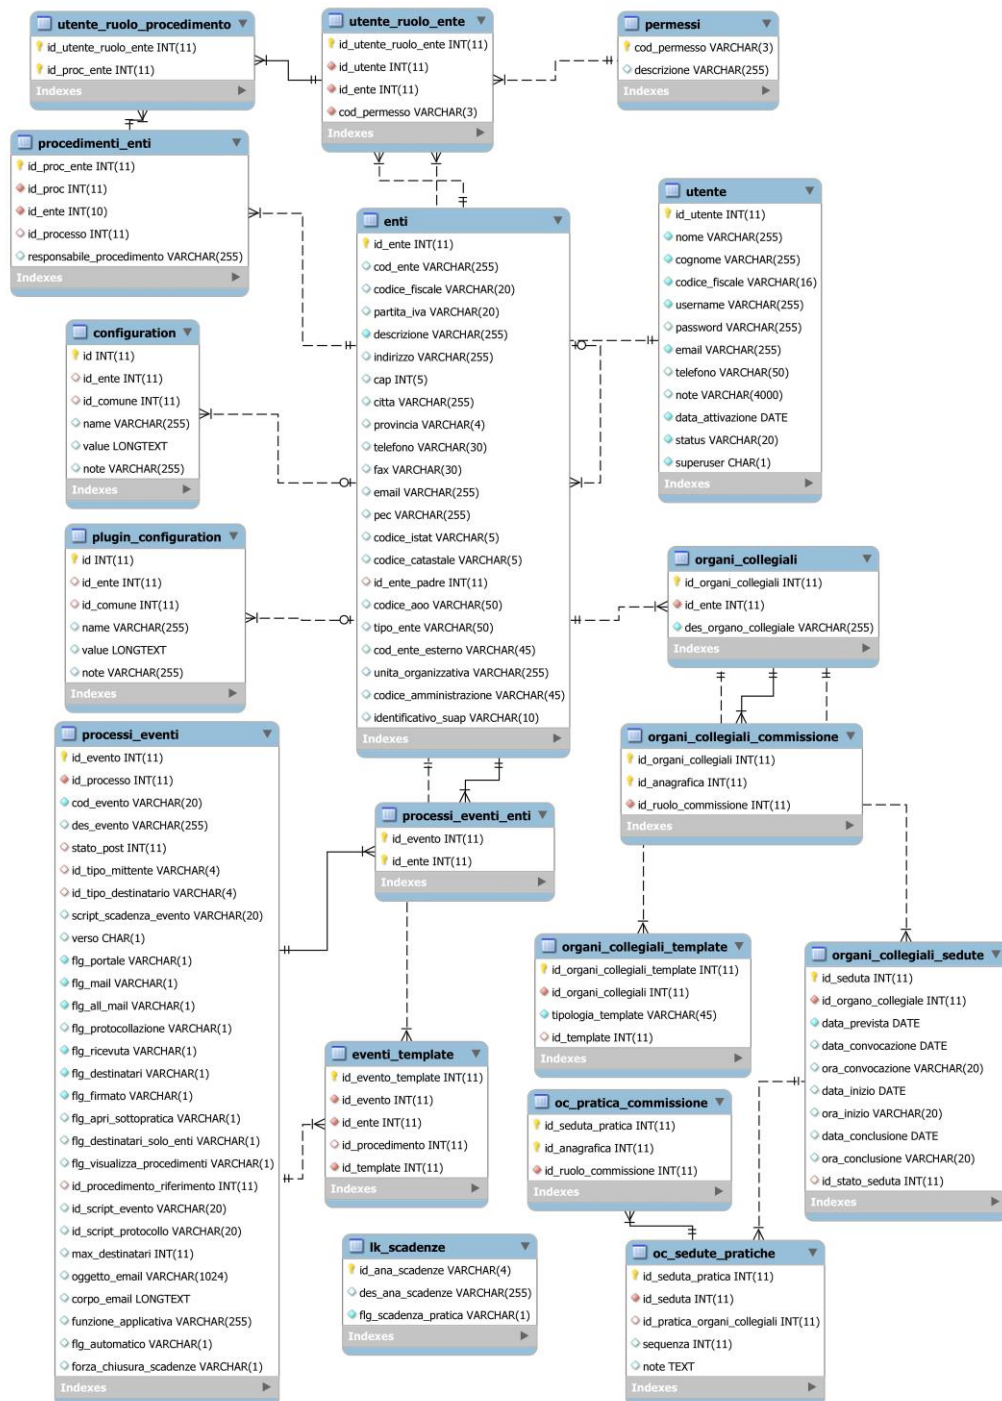 utente_ruolo_procedimento
id_utente_ruolo_ente INT(11)
id_proc_ente INT(11)
Indexes
utente_ruolo_ente
id_utente_ruolo_ente INT(11)
id_utente INT(11)
id_ente INT(11)
cod_permesso VARCHAR(3)
Indexes
permessi
cod_permesso VARCHAR(3)
descrizione VARCHAR(255)
Indexes
procedimenti_enti
id_proc_ente INT(11)
id_proc INT(11)
id_ente INT(10)
id_processo INT(11)
responsabile_procedimento VARCHAR(255)
Indexes
enti
id_ente INT(11)
cod_ente VARCHAR(255)
codice_fiscale VARCHAR(20)
partita_iva VARCHAR(20)
descrizione VARCHAR(255)
indirizzo VARCHAR(255)
cap INT(5)
citta VARCHAR(255)
provincia VARCHAR(4)
telefono VARCHAR(30)
fax VARCHAR(30)
email VARCHAR(255)
pec VARCHAR(255)
codice_istat VARCHAR(5)
codice_catastale VARCHAR(5)
id_ente_padre INT(11)
codice_aoo VARCHAR(50)
tipo_ente VARCHAR(50)
cod_ente_esterno VARCHAR(45)
unita_organizzativa VARCHAR(255)
codice_amministrazione VARCHAR(45)
identificativo_suap VARCHAR(10)
Indexes
utente
id_utente INT(11)
nome VARCHAR(255)
cognome VARCHAR(255)
codice_fiscale VARCHAR(16)
username VARCHAR(255)
password VARCHAR(255)
email VARCHAR(255)
telefono VARCHAR(50)
note VARCHAR(4000)
data_attivazione DATE
status VARCHAR(20)
superuser CHAR(1)
Indexes
configuration
id INT(11)
id_ente INT(11)
id_comune INT(11)
name VARCHAR(255)
value LONGTEXT
note VARCHAR(255)
Indexes
plugin_configuration
id INT(11)
id_ente INT(11)
id_comune INT(11)
name VARCHAR(255)
value LONGTEXT
note VARCHAR(255)
Indexes
organi_collegiali
id_organi_collegiali INT(11)
id_ente INT(11)
des_organo_collegiale VARCHAR(255)
Indexes
processi_eventi
id_evento INT(11)
id_processo INT(11)
cod_evento VARCHAR(20)
des_evento VARCHAR(255)
stato_post INT(11)
id_tipo_mittente VARCHAR(4)
id_tipo_destinatario VARCHAR(4)
script_scadenza_evento VARCHAR(20)
verso CHAR(1)
flg_portale VARCHAR(1)
flg_mail VARCHAR(1)
flg_all_mail VARCHAR(1)
flg_protocollazione VARCHAR(1)
flg_ricevuta VARCHAR(1)
flg_destinatari VARCHAR(1)
flg_firmato VARCHAR(1)
flg_apri_sottopratica VARCHAR(1)
flg_destinatari_solo_enti VARCHAR(1)
flg_visualizza_procedimenti VARCHAR(1)
id_procedimento_riferimento INT(11)
id_script_evento VARCHAR(20)
id_script_protocollo VARCHAR(20)
max_destinatari INT(11)
oggetto_email VARCHAR(1024)
corpo_email LONGTEXT
funzione_applicativa VARCHAR(255)
flg_automatico VARCHAR(1)
forza_chiusura_scadenze VARCHAR(1)
Indexes
organi_collegiali_commissione
id_organi_collegiali INT(11)
id_anagrafica INT(11)
id_ruolo_commissione INT(11)
Indexes
processi_eventi_enti
id_evento INT(11)
id_ente INT(11)
Indexes
organi_collegiali_template
id_organi_collegiali_template INT(11)
id_organi_collegiali INT(11)
tipologia_template VARCHAR(45)
id_template INT(11)
Indexes
organi_collegiali_sedute
id_seduta INT(11)
id_organo_collegiale INT(11)
data_prevista DATE
data_convocazione DATE
ora_convocazione VARCHAR(20)
data_inizio DATE
ora_inizio VARCHAR(20)
data_conclusione DATE
ora_conclusione VARCHAR(20)
id_stato_seduta INT(11)
Indexes
eventi_template
id_evento_template INT(11)
id_evento INT(11)
id_ente INT(11)
id_procedimento INT(11)
id_template INT(11)
Indexes
oc_pratica_commissione
id_seduta_pratica INT(11)
id_anagrafica INT(11)
id_ruolo_commissione INT(11)
Indexes
lk_scadenze
id_ana_scadenze VARCHAR(4)
des_ana_scadenze VARCHAR(255)
flg_scadenza_pratica VARCHAR(1)
Indexes
oc_sedute_pratiche
id_seduta_pratica INT(11)
id_seduta INT(11)
id_pratica_organi_collegiali INT(11)
sequenza INT(11)
note TEXT
Indexes